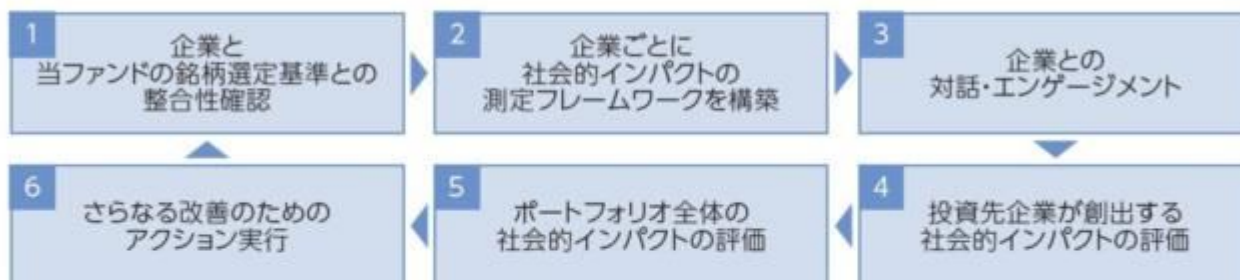 1
企業と
当ファンドの銘柄選定基準との
整合性確認
2
企業ごとに
社会的インパクトの
測定フレームワークを構築
3
企業との
対話・エンゲージメント
4
投資先企業が創出する
社会的インパクトの評価
5
ポートフォリオ全体の
社会的インパクトの評価
6
さらなる改善のための
アクション実行